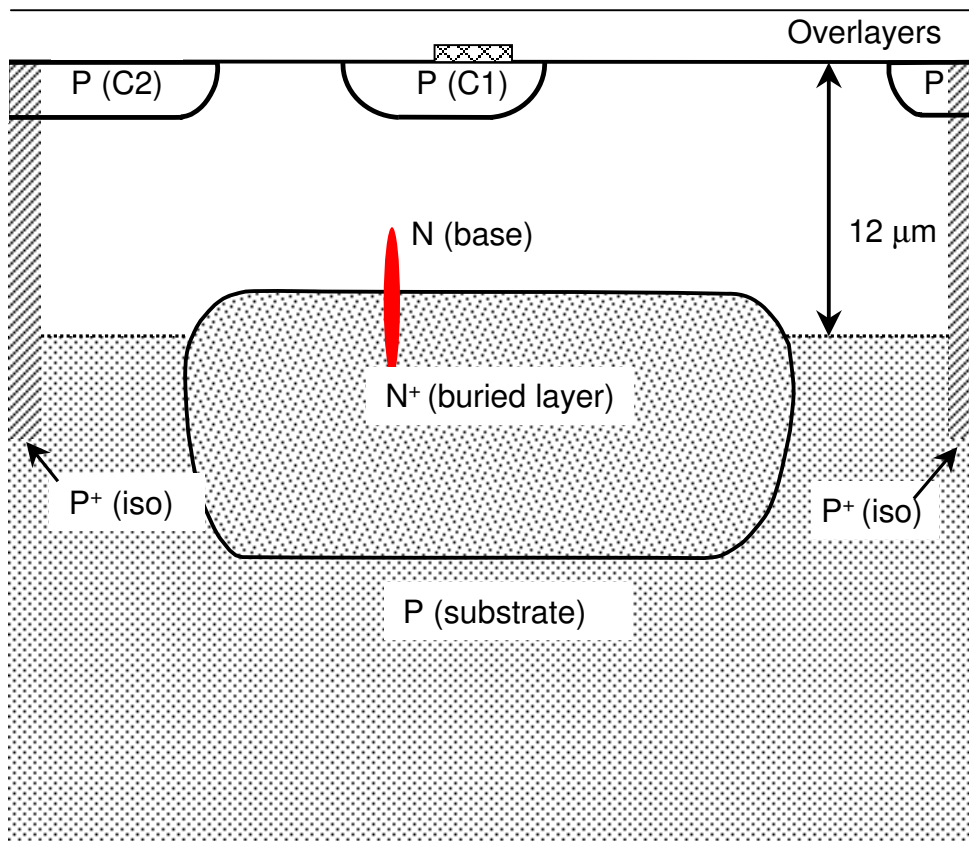 Overlayers
P (C2)
P (C1)
P
N (base)
12 μm
N⁺ (buried layer)
P⁺ (iso)
P⁺ (iso)
P (substrate)